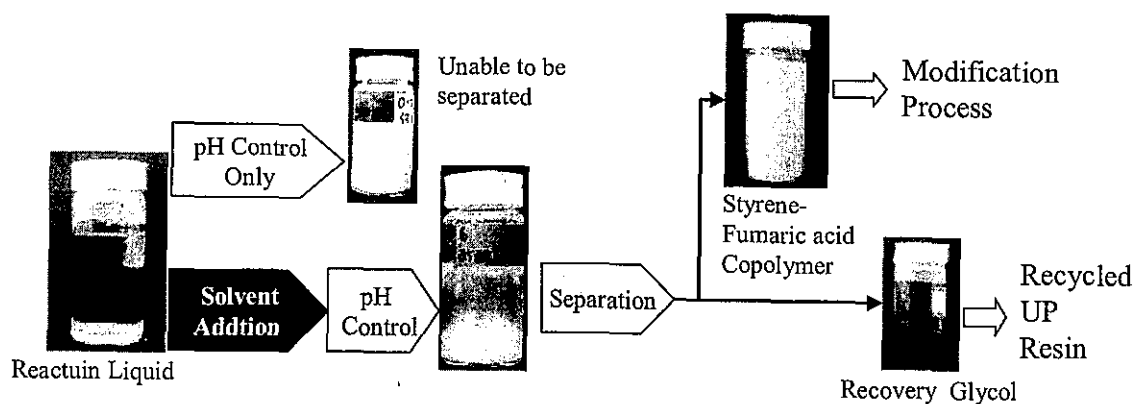 Unable to be
separated
pH Control
Only
Modification
Process
Styrene-
Fumaric acid
Copolymer
Solvent
Addtion
pH
Control
Separation
Reactuin Liquid
Recovery Glycol
Recycled
UP
Resin